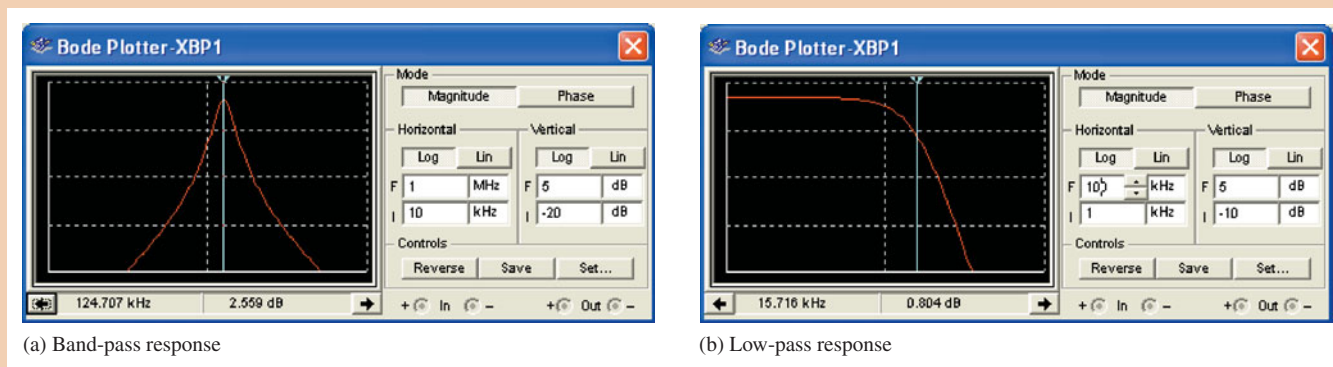 Bode Plotter-XBP1
Mode
Magnitude Phase
Horizontal Vertical
Log Lin Log Lin
F 1 MHz F 5 dB
I 10 kHz I -20 dB
Controls
Reverse Save Set...
124.707 kHz 2.559 dB + In - + Out -
(a) Band-pass response
Bode Plotter-XBP1
Mode
Magnitude Phase
Horizontal Vertical
Log Lin Log Lin
F kHz F 5 dB
I 1 kHz I -10 dB
Controls
Reverse Save Set...
15.716 kHz 0.804 dB + In - + Out -
(b) Low-pass response